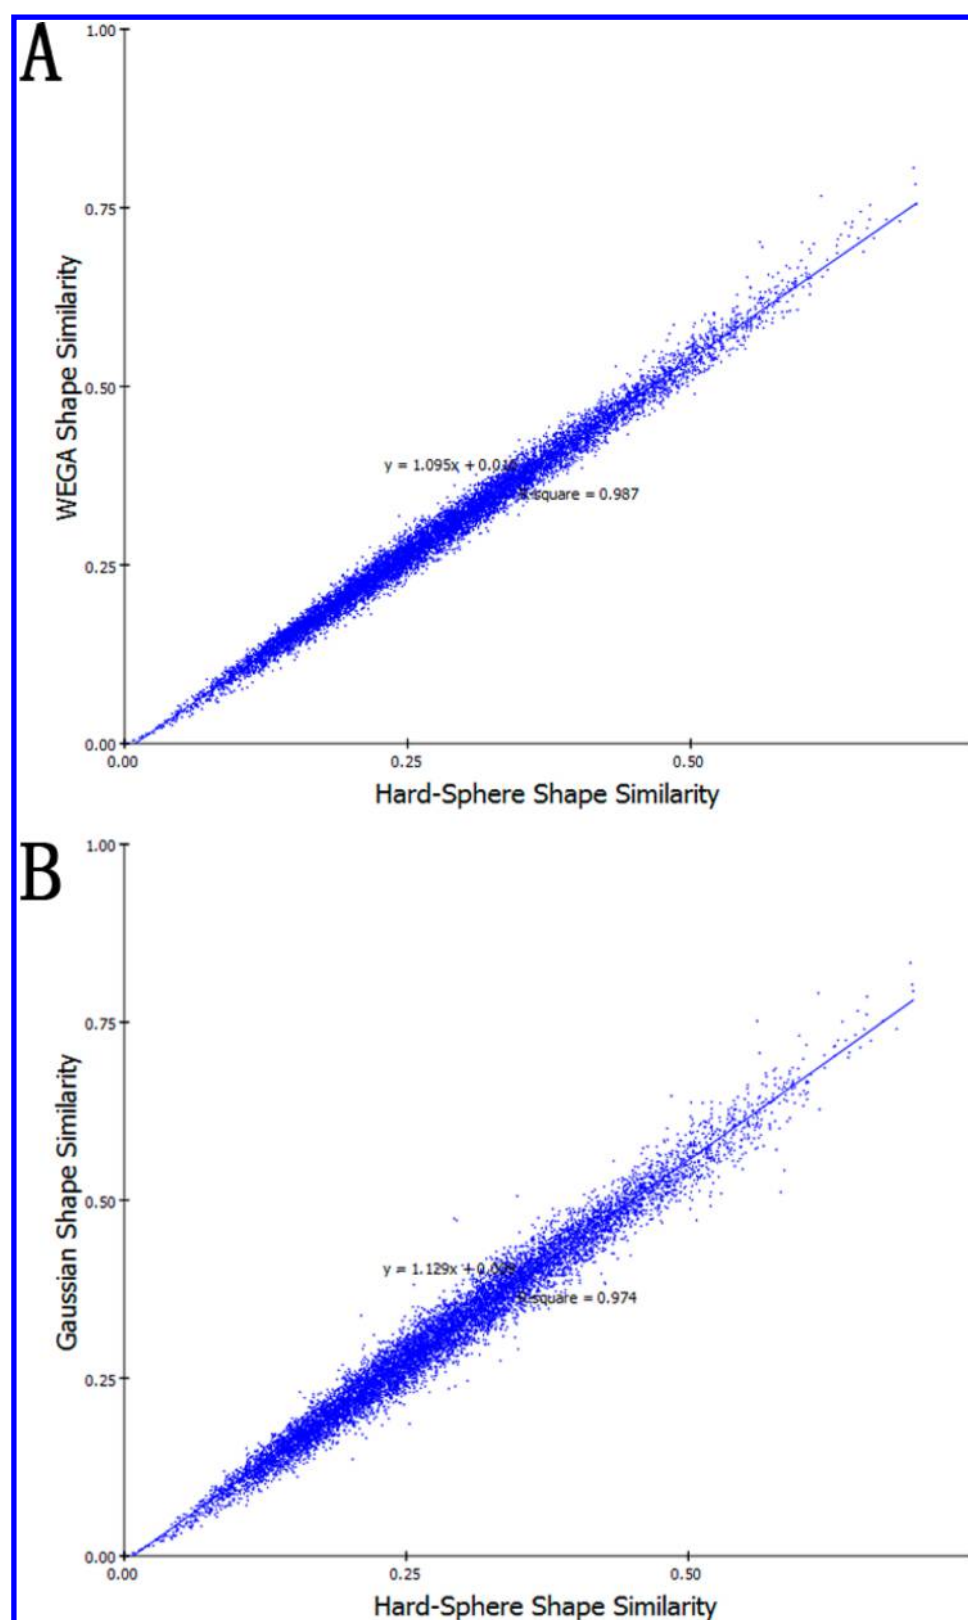 A
1.00
0.75
0.50
0.25
0.00
WEGA Shape Similarity
y = 1.095x +
square = 0.987
0.00 0.25 0.50
Hard-Sphere Shape Similarity
B
1.00
0.75
0.50
0.25
0.00
Gaussian Shape Similarity
y = 1.129x +
square = 0.974
0.00 0.25 0.50
Hard-Sphere Shape Similarity